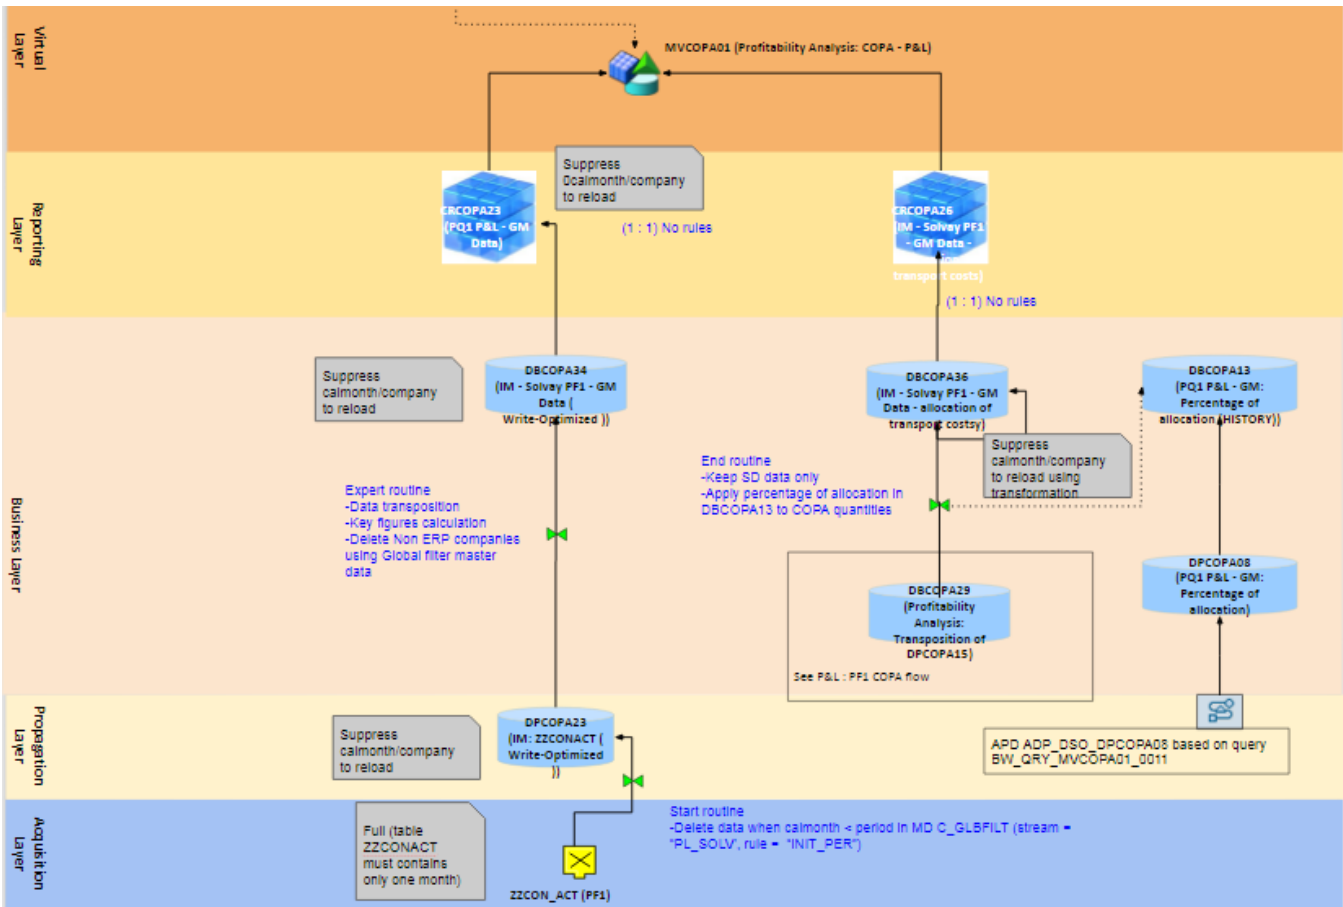 Virtual
Layer
MVCOPA01 (Profitability Analysis: COPA - P&L)
Reporting
Layer
Suppress
0calmonth/company
to reload
CRCOPA23
(PQ1 P&L - GM
Data)
(1 : 1) No rules
CRCOPA26
(IM - Solvay PF1
- GM Data -
transport costs)
(1 : 1) No rules
Business Layer
Suppress
calmonth/company
to reload
DBCOPA34
(IM - Solvay PF1 - GM
Data (
Write-Optimized ))
DBCOPA36
(IM - Solvay PF1 - GM
Data - allocation of
transport costsy)
DBCOPA13
(PQ1 P&L - GM:
Percentage of
allocation (HISTORY))
Suppress
calmonth/company
to reload using
transformation
End routine
-Keep SD data only
-Apply percentage of allocation in
DBCOPA13 to COPA quantities
Expert routine
-Data transposition
-Key figures calculation
-Delete Non ERP companies
using Global filter master
data
DBCOPA29
(Profitability
Analysis:
Transposition of
DPCOPA15)
See P&L : PF1 COPA flow
DPCOPA08
(PQ1 P&L - GM:
Percentage of
allocation)
Propagation
Layer
Suppress
calmonth/company
to reload
DPCOPA23
(IM: ZZCONACT (
Write-Optimized
))
APD ADP_DSO_DPCOPA08 based on query
BW_QRY_MVCOPA01_0011
Acquisition
Layer
Full (table
ZZCONACT
must contains
only one month)
ZZCON_ACT (PF1)
Start routine
-Delete data when calmonth < period in MD C_GLBFILT (stream =
"PL_SOLV', rule = "INIT_PER")